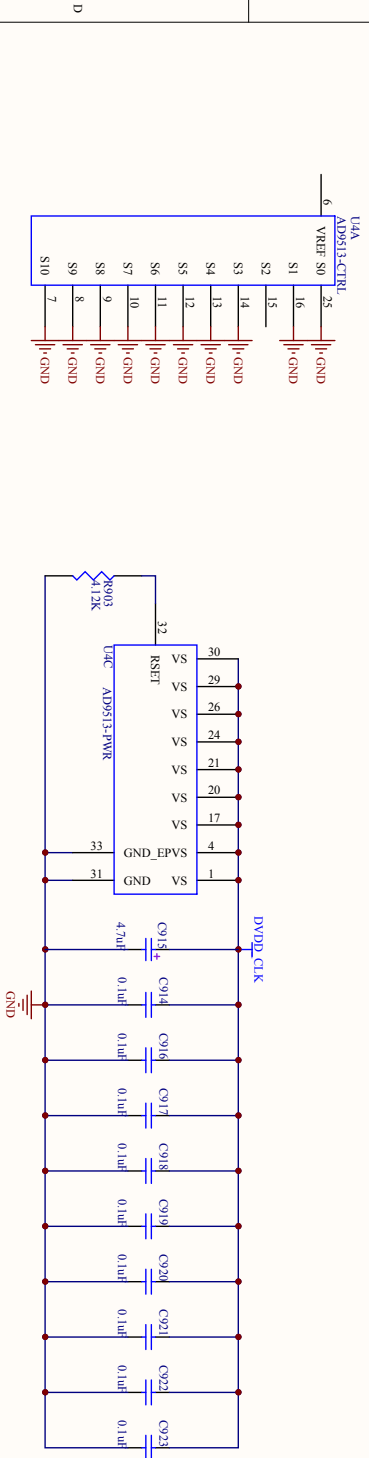 D
U4A
AD9513-CTRL
6
VREF
S0
25
S1
16
S2
15
S3
14
S4
13
S5
12
S6
11
S7
10
S8
9
S9
8
S10
7
GND
GND
GND
GND
GND
GND
GND
GND
GND
GND
R903
4.12K
32
RSET
U4C
AD9513-PWR
VS
30
VS
29
VS
26
VS
24
VS
21
VS
20
VS
17
33
GND_EP
VS
4
31
GND
VS
1
DVDD_CLK
C915
+
4.7uF
C914
0.1uF
GND
C916
0.1uF
C917
0.1uF
C918
0.1uF
C919
0.1uF
C920
0.1uF
C921
0.1uF
C922
0.1uF
C923
0.1uF